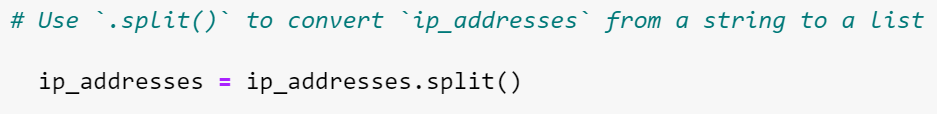 # Use `.split()` to convert `ip_addresses` from a string to a list
ip_addresses = ip_addresses.split()